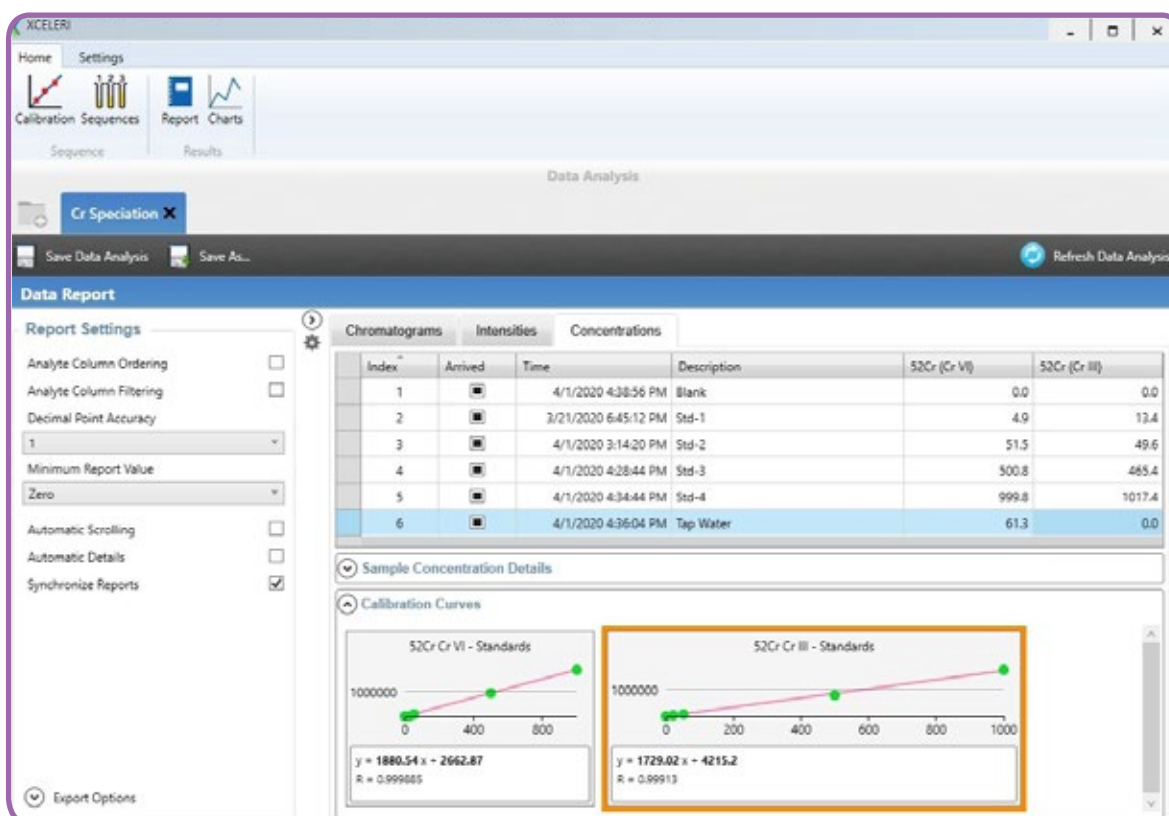 XCELERI
Home Settings
1 2 3
Calibration Sequences Report Charts
Sequence Results
Data Analysis
Cr Speciation X
Save Data Analysis Save As... Refresh Data Analysis
Data Report
Report Settings
Analyte Column Ordering
Analyte Column Filtering
Decimal Point Accuracy
1
Minimum Report Value
Zero
Automatic Scrolling
Automatic Details
Synchronize Reports
Export Options
Chromatograms Intensities Concentrations
Index Arrived Time Description 52Cr (Cr VI) 52Cr (Cr III)
1 4/1/2020 4:38:56 PM Blank 0.0 0.0
2 3/21/2020 6:45:12 PM Std-1 4.9 13.4
3 4/1/2020 3:14:20 PM Std-2 51.5 49.6
4 4/1/2020 4:28:44 PM Std-3 500.8 465.4
5 4/1/2020 4:34:44 PM Std-4 999.8 1017.4
6 4/1/2020 4:36:04 PM Tap Water 61.3 0.0
Sample Concentration Details
Calibration Curves
52Cr Cr VI - Standards
1000000
0 400 800
y = 1880.54 x + 2662.87
R = 0.999885
52Cr Cr III - Standards
1000000
0 200 400 600 800 1000
y = 1729.02 x + 4215.2
R = 0.99913